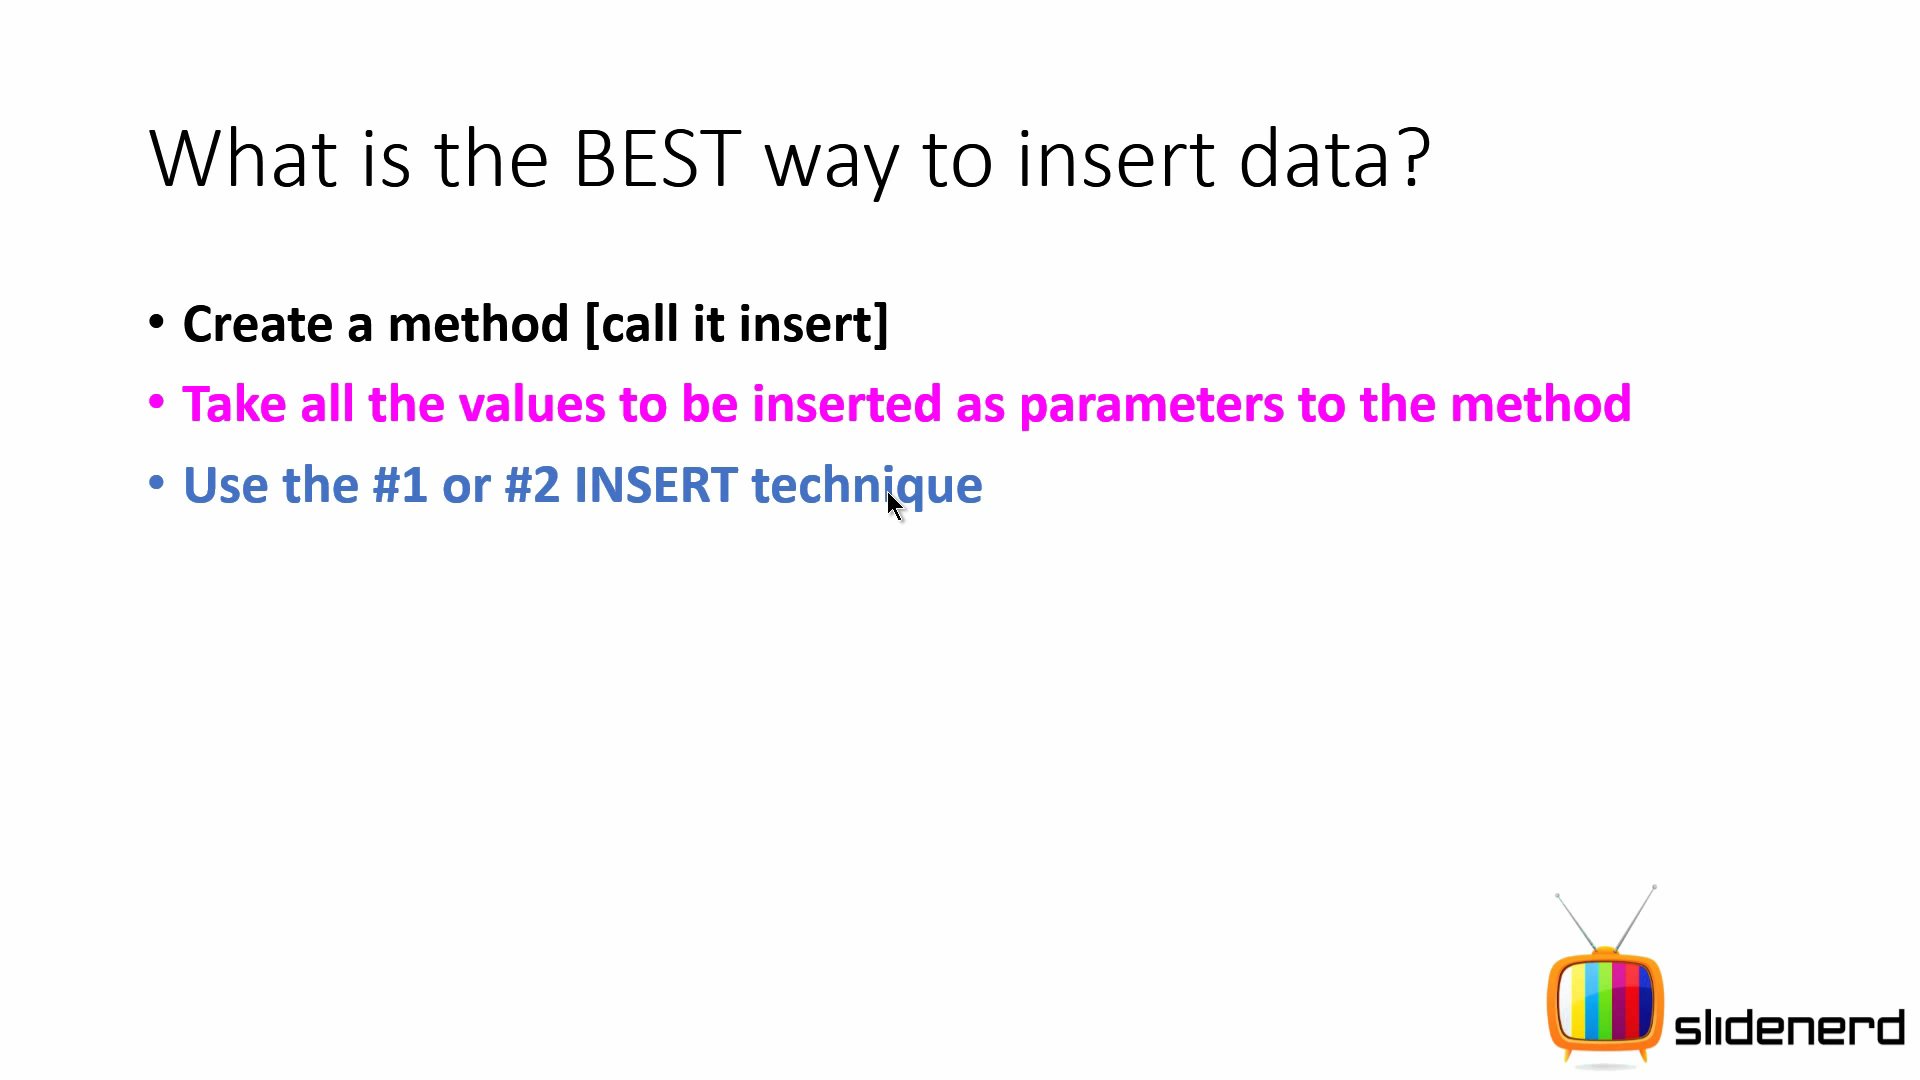 What is the BEST way to insert data?
• Create a method [call it insert]
• Take all the values to be inserted as parameters to the method
• Use the #1 or #2 INSERT technique
slidenerd